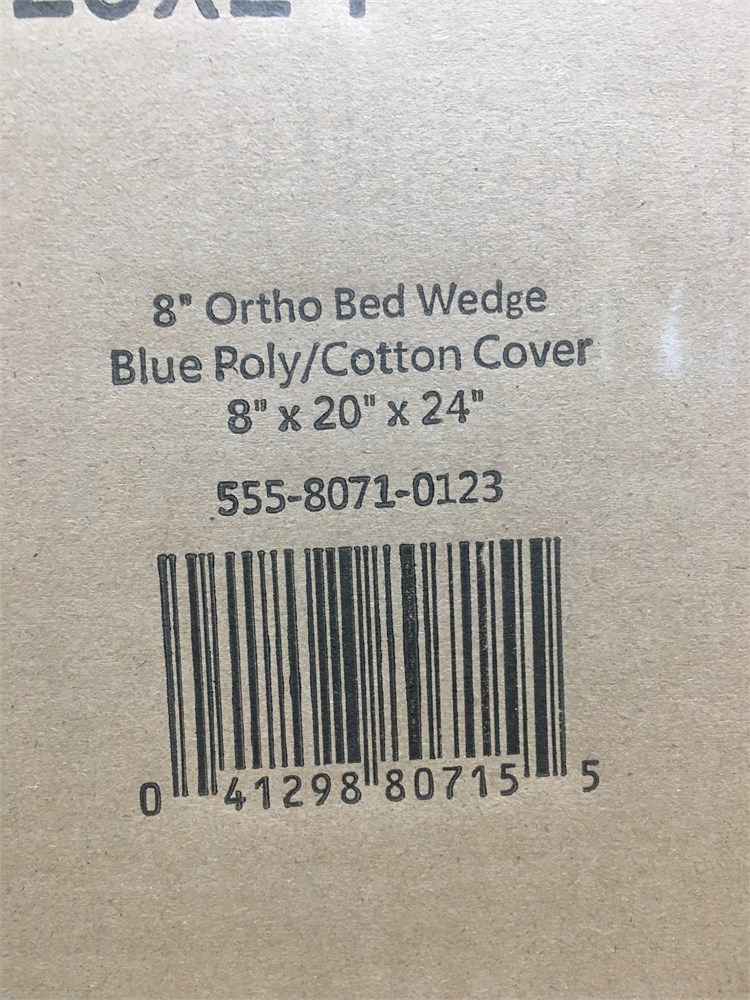 8" Ortho Bed Wedge
Blue Poly/Cotton Cover
8" x 20" x 24"
555-8071-0123
0 41298 80715 5